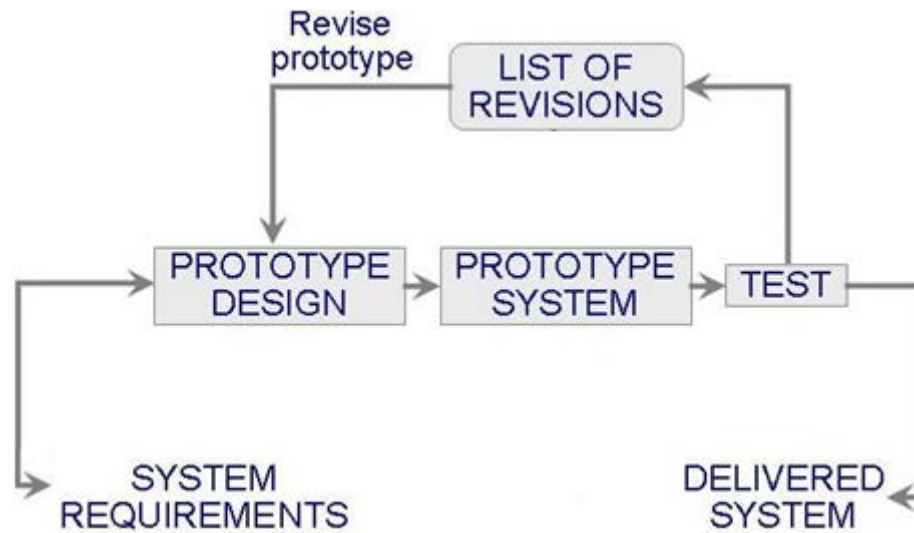 Revise
prototype
LIST OF
REVISIONS
PROTOTYPE
DESIGN
PROTOTYPE
SYSTEM
TEST
SYSTEM
REQUIREMENTS
DELIVERED
SYSTEM